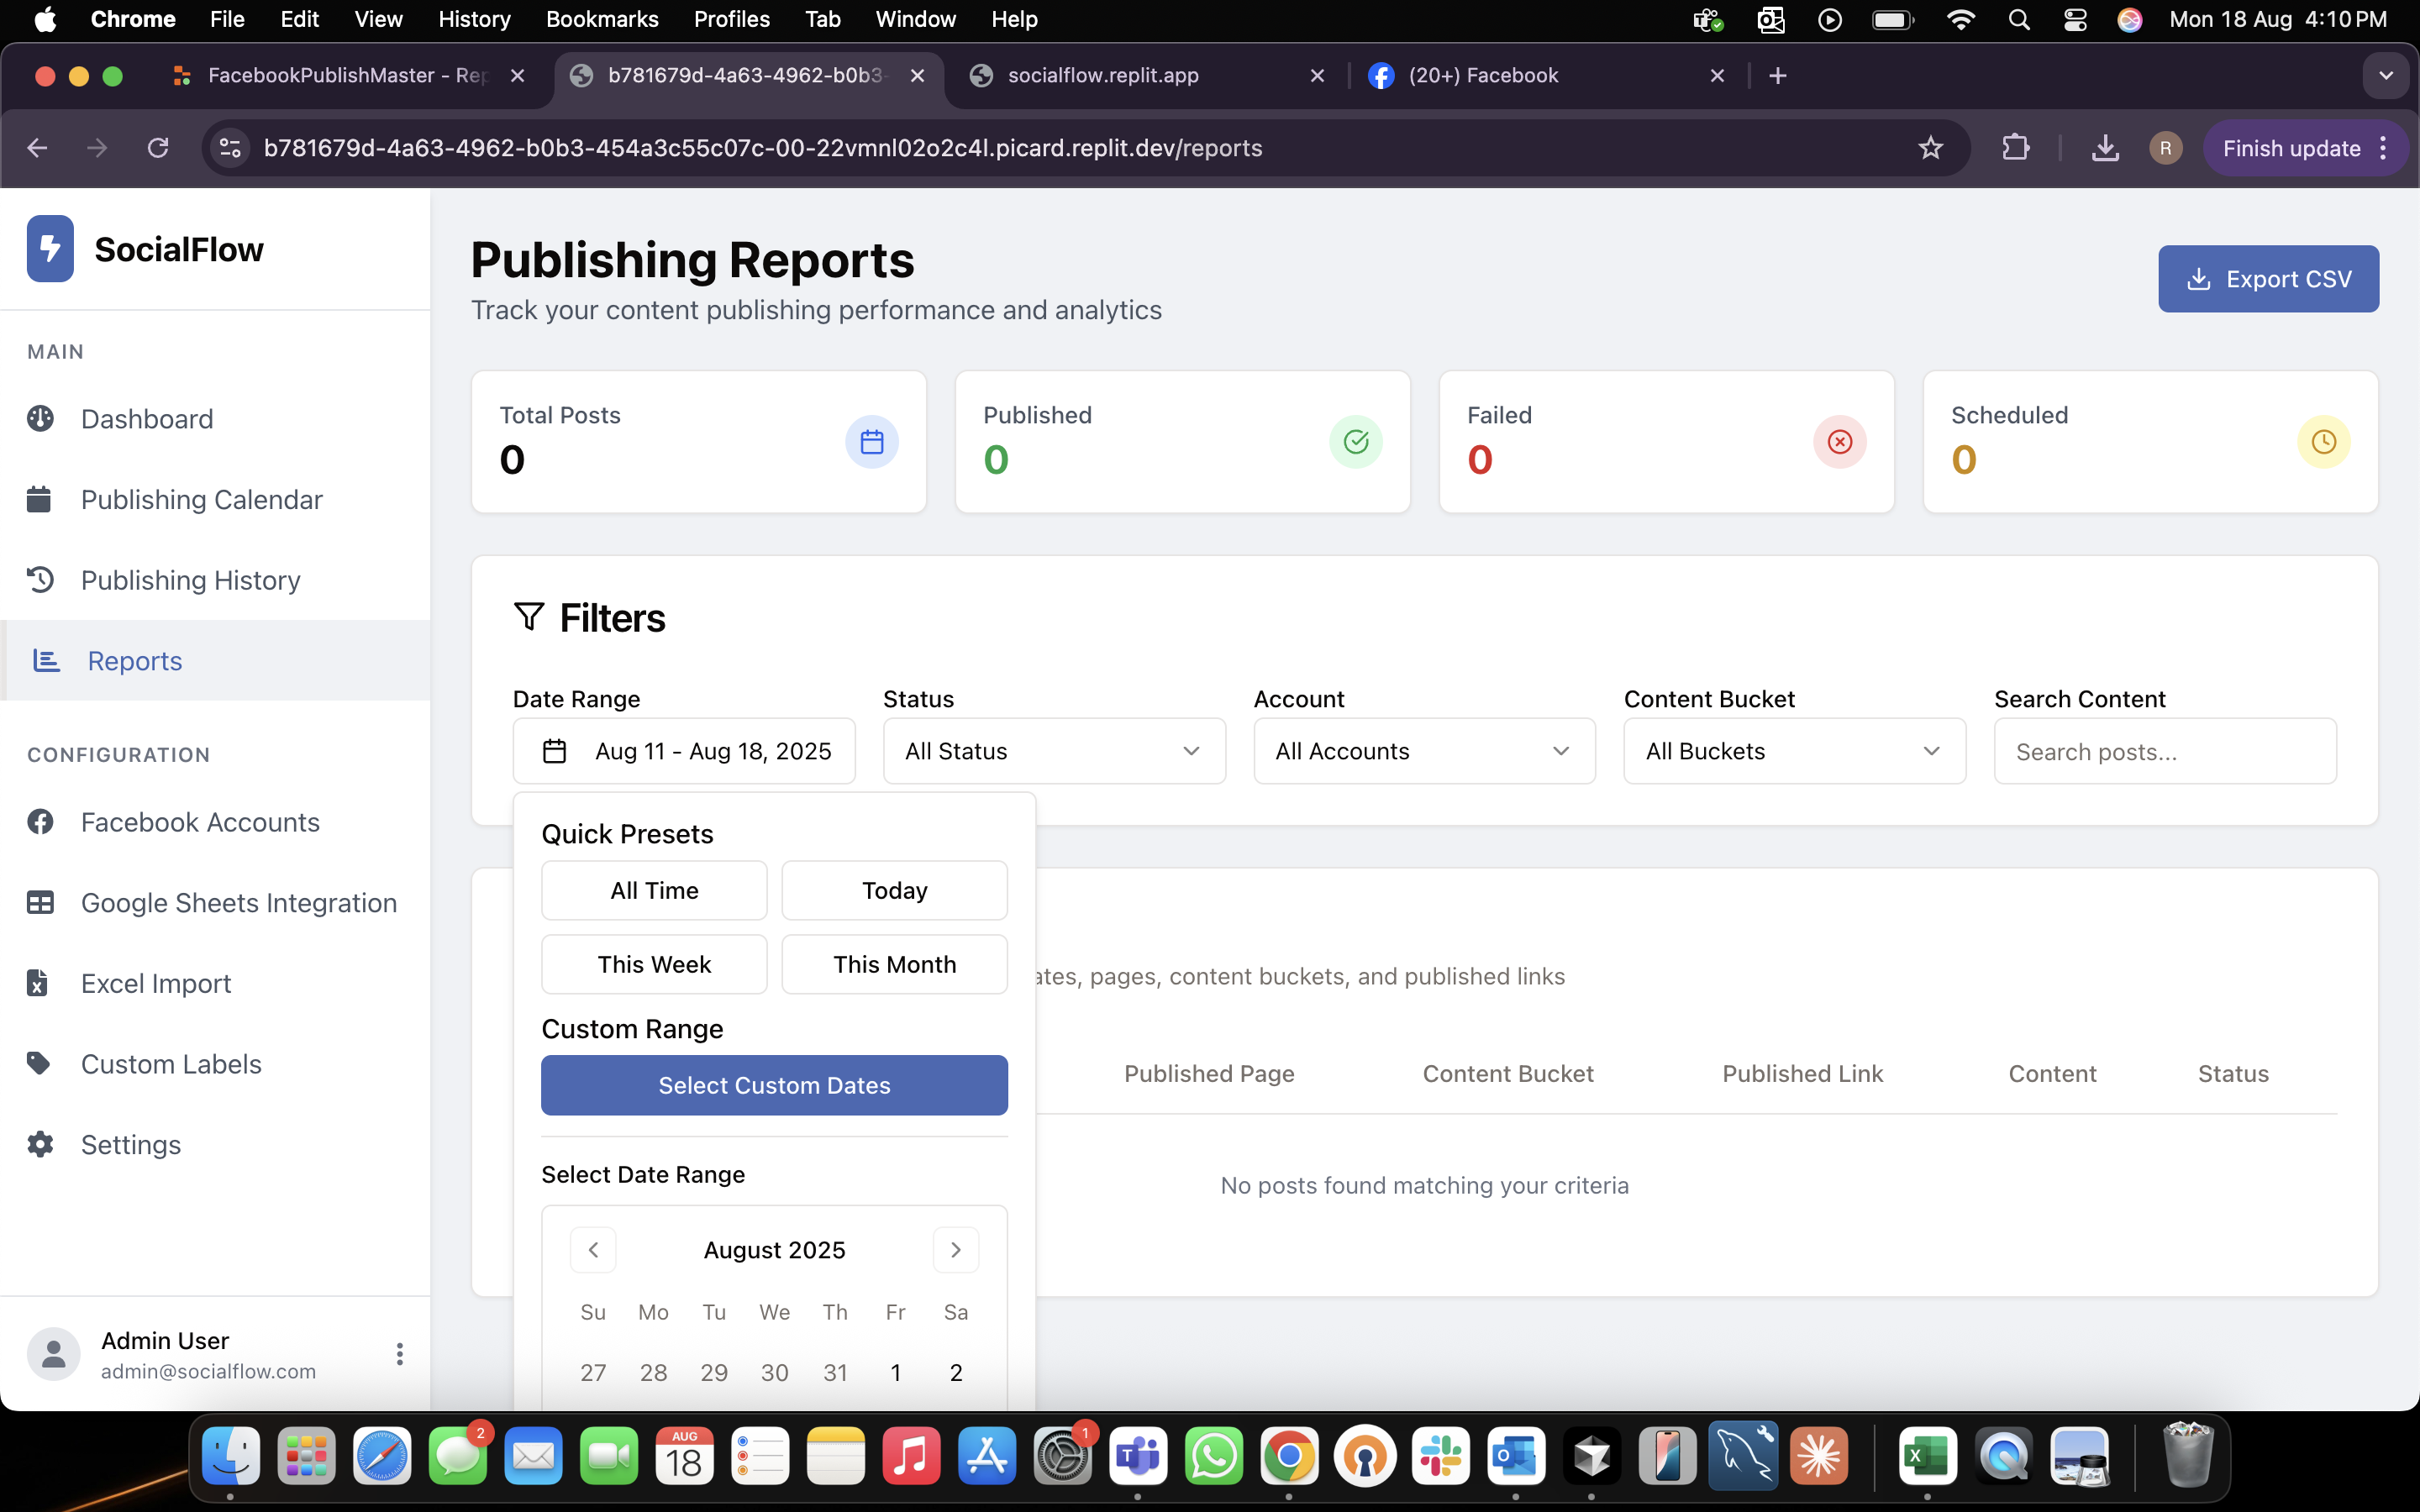 Chrome File Edit View History Bookmarks Profiles Tab Window Help Mon 18 Aug 4:10 PM
FacebookPublishMaster - Rep b781679d-4a63-4962-b0b3- socialflow.replit.app (20+) Facebook
b781679d-4a63-4962-b0b3-454a3c55c07c-00-22vmnl02o2c4l.picard.replit.dev/reports R Finish update
SocialFlow
MAIN
Dashboard
Publishing Calendar
Publishing History
Reports
CONFIGURATION
Facebook Accounts
Google Sheets Integration
Excel Import
Custom Labels
Settings
Admin User
admin@socialflow.com
Publishing Reports
Track your content publishing performance and analytics
Export CSV
Total Posts
0
Published
0
Failed
0
Scheduled
0
Filters
Date Range Status Account Content Bucket Search Content
Aug 11 - Aug 18, 2025 All Status All Accounts All Buckets Search posts...
Quick Presets
All Time Today
This Week This Month
Custom Range
Select Custom Dates
Select Date Range
August 2025
Su Mo Tu We Th Fr Sa
27 28 29 30 31 1 2
ates, pages, content buckets, and published links
Published Page Content Bucket Published Link Content Status
No posts found matching your criteria
2
AUG
18
1